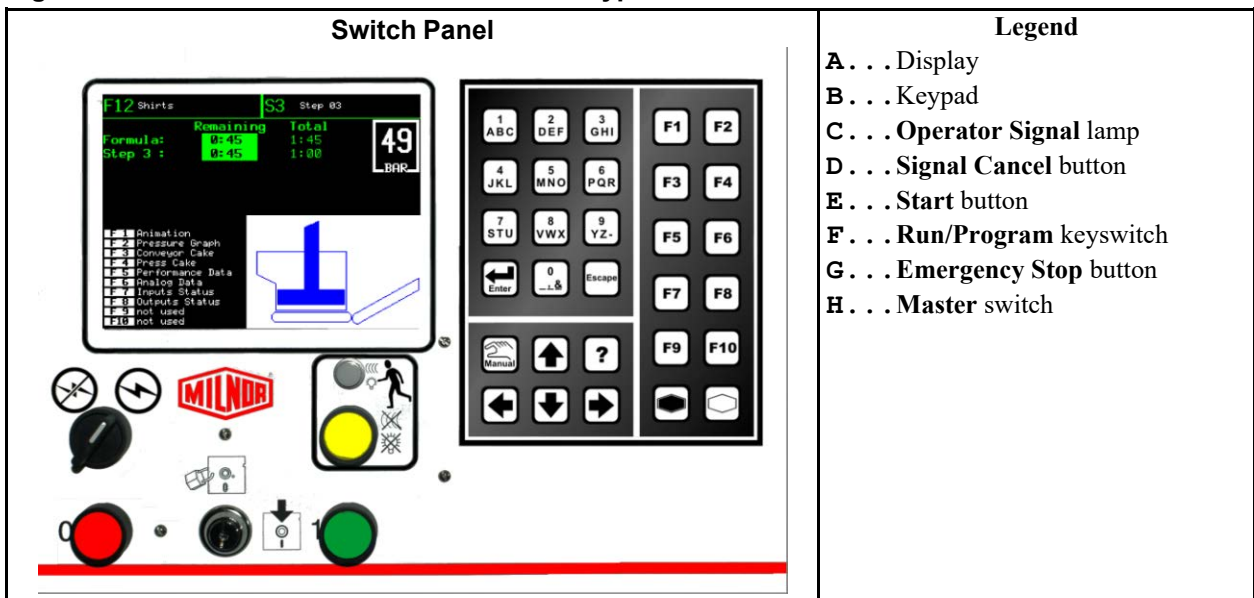 Switch Panel
F12 Shirts
S3 Step 03
Remaining Total
Formula: 0:45 1:45
Step 3 : 0:45 1:00
49
BAR
F 1 Animation
F 2 Pressure Graph
F 3 Conveyor Cake
F 4 Press Cake
F 5 Performance Data
F 6 Analog Data
F 7 Inputs Status
F 8 Outputs Status
F 9 not used
F10 not used
1 ABC
2 DEF
3 GHI
4 JKL
5 MNO
6 PQR
7 STU
8 VWX
9 YZ-
Enter
0
Escape
Manual
?
F1 F2
F3 F4
F5 F6
F7 F8
F9 F10
MILNOR
0
1
Legend
A...Display
B...Keypad
C...Operator Signal lamp
D...Signal Cancel button
E...Start button
F...Run/Program keyswitch
G...Emergency Stop button
H...Master switch